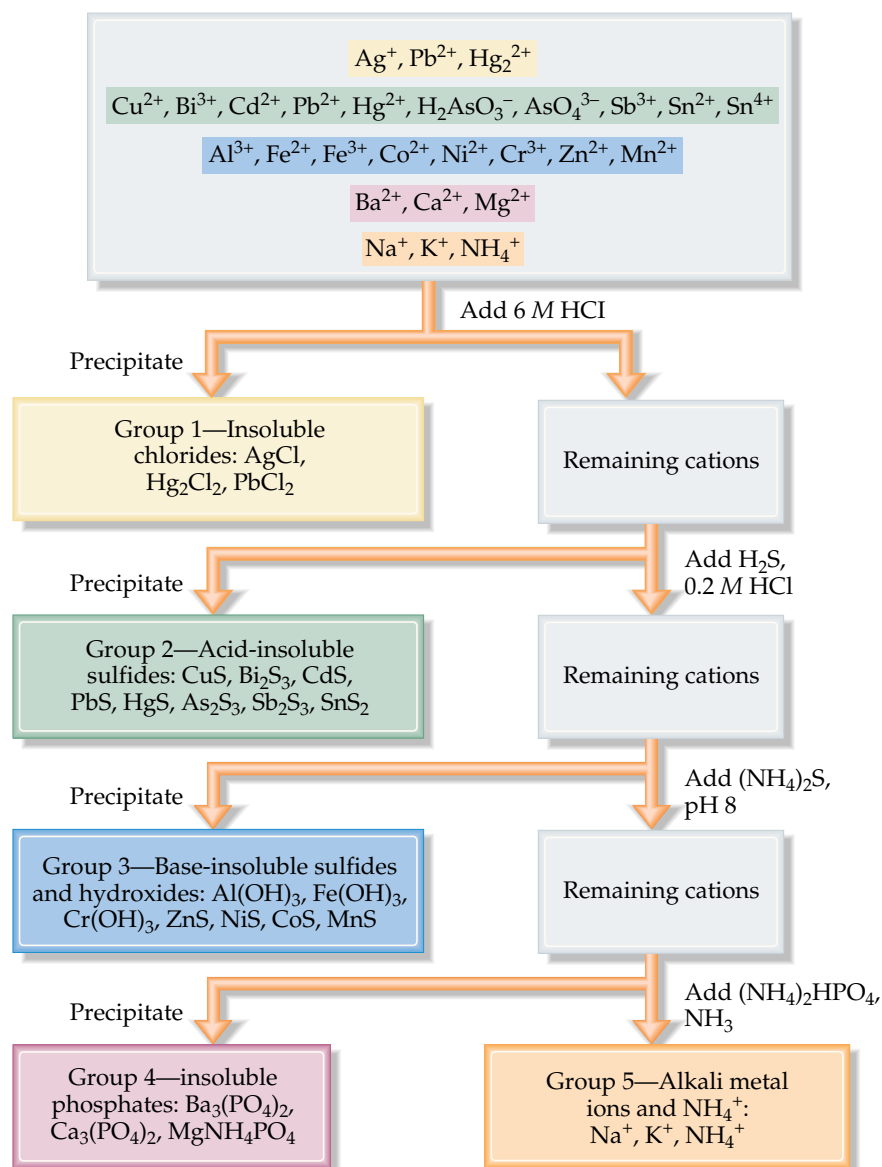 Ag⁺, Pb²⁺, Hg₂²⁺
Cu²⁺, Bi³⁺, Cd²⁺, Pb²⁺, Hg²⁺, H₂AsO₃⁻, AsO₄³⁻, Sb³⁺, Sn²⁺, Sn⁴⁺
Al³⁺, Fe²⁺, Fe³⁺, Co²⁺, Ni²⁺, Cr³⁺, Zn²⁺, Mn²⁺
Ba²⁺, Ca²⁺, Mg²⁺
Na⁺, K⁺, NH₄⁺
Add 6 M HCl
Precipitate
Group 1—Insoluble
chlorides: AgCl,
Hg₂Cl₂, PbCl₂
Remaining cations
Add H₂S,
0.2 M HCl
Precipitate
Group 2—Acid-insoluble
sulfides: CuS, Bi₂S₃, CdS,
PbS, HgS, As₂S₃, Sb₂S₃, SnS₂
Remaining cations
Add (NH₄)₂S,
pH 8
Precipitate
Group 3—Base-insoluble sulfides
and hydroxides: Al(OH)₃, Fe(OH)₃,
Cr(OH)₃, ZnS, NiS, CoS, MnS
Remaining cations
Add (NH₄)₂HPO₄,
NH₃
Precipitate
Group 4—insoluble
phosphates: Ba₃(PO₄)₂,
Ca₃(PO₄)₂, MgNH₄PO₄
Group 5—Alkali metal
ions and NH₄⁺:
Na⁺, K⁺, NH₄⁺